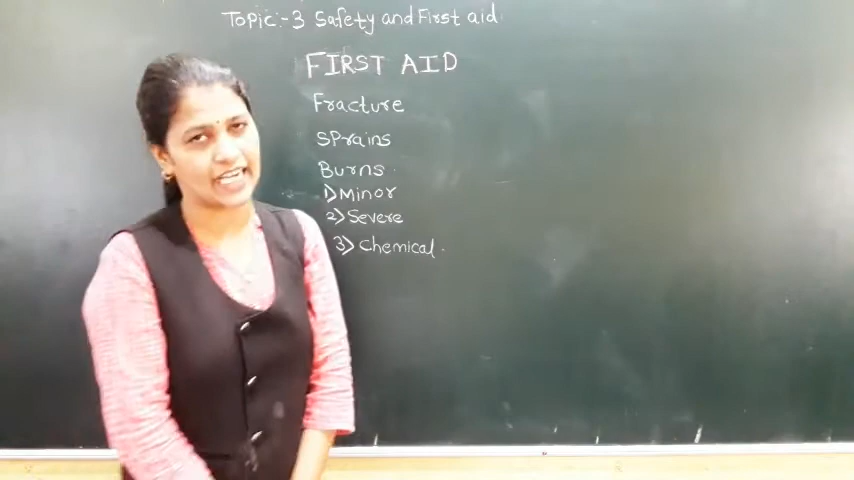 Topic:-3 Safety and First aid
FIRST AID
Fracture
SPrains
Burns
1) Minor
2) Severe
3) Chemical.